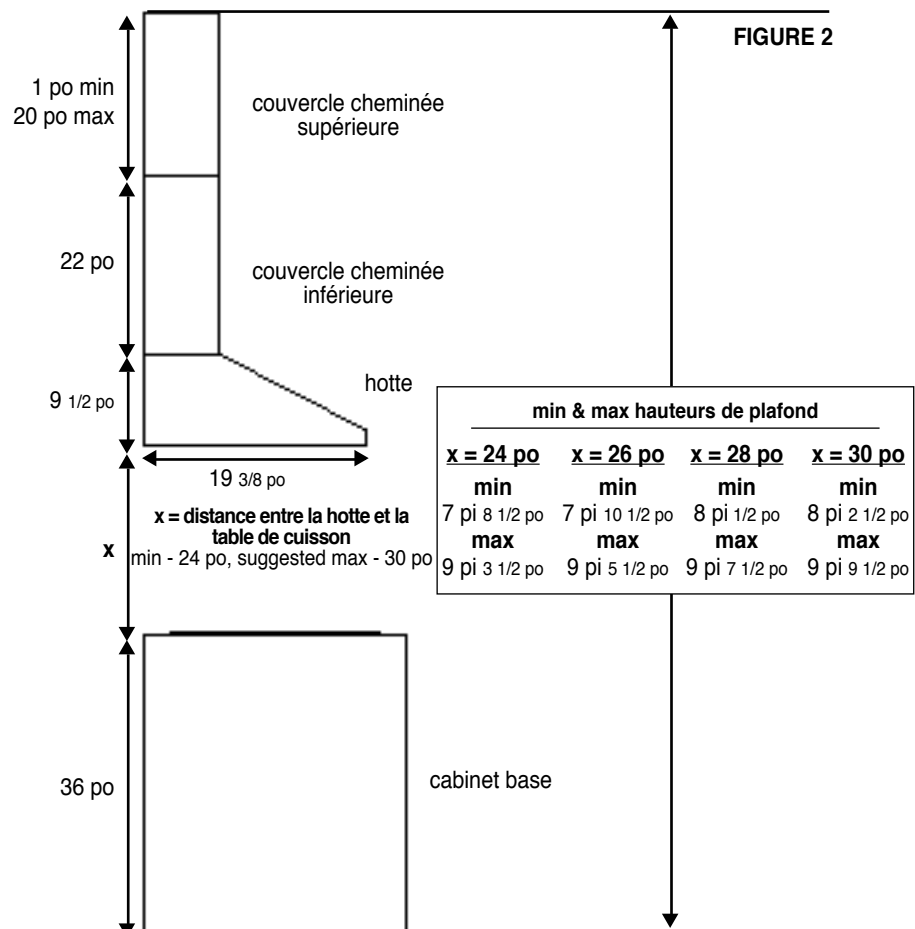 FIGURE 2
1 po min
20 po max
couvercle cheminée
supérieure
22 po
couvercle cheminée
inférieure
9 1/2 po
hotte
19 3/8 po
x
x = distance entre la hotte et la
table de cuisson
min - 24 po, suggested max - 30 po
min & max hauteurs de plafond
x = 24 po x = 26 po x = 28 po x = 30 po
min min min min
7 pi 8 1/2 po 7 pi 10 1/2 po 8 pi 1/2 po 8 pi 2 1/2 po
max max max max
9 pi 3 1/2 po 9 pi 5 1/2 po 9 pi 7 1/2 po 9 pi 9 1/2 po
36 po
cabinet base